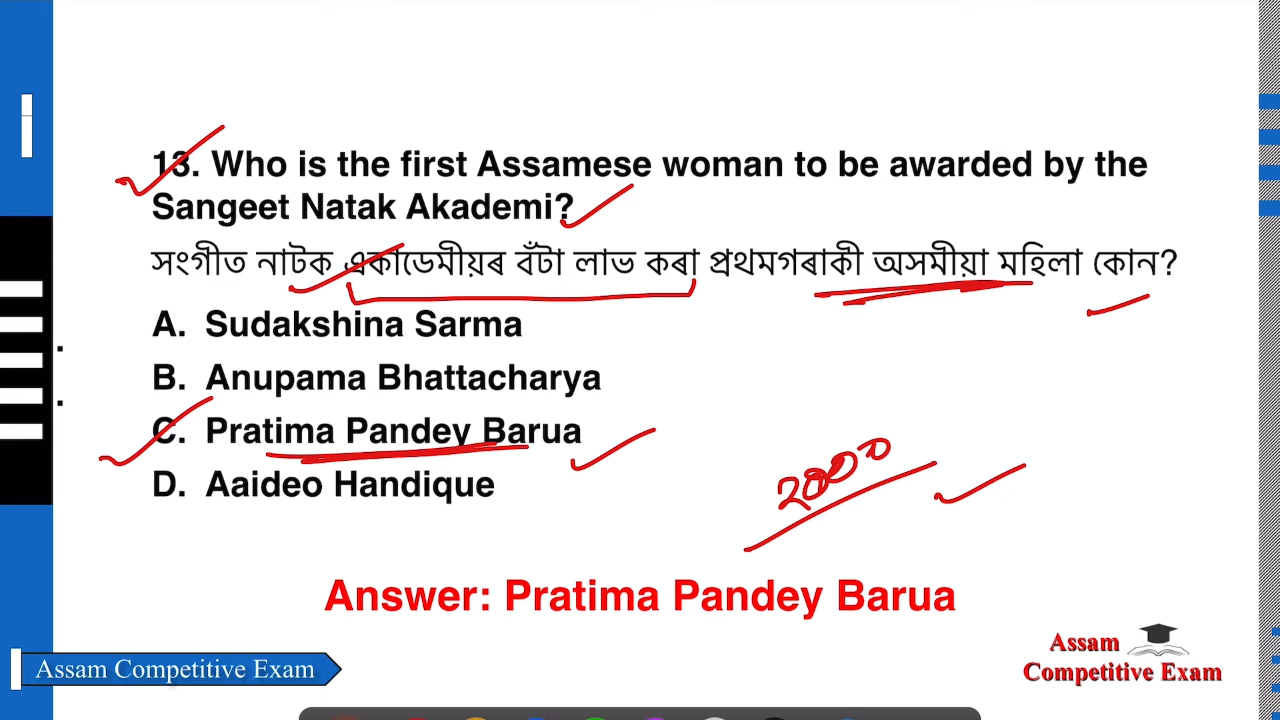 13. Who is the first Assamese woman to be awarded by the
Sangeet Natak Akademi?
সংগীত নাটক একাডেমীয়ৰ বঁটা লাভ কৰা প্ৰথমগৰাকী অসমীয়া মহিলা কোন?
A. Sudakshina Sarma
B. Anupama Bhattacharya
C. Pratima Pandey Barua
D. Aaideo Handique
Answer: Pratima Pandey Barua
Assam Competitive Exam
Assam
Competitive Exam